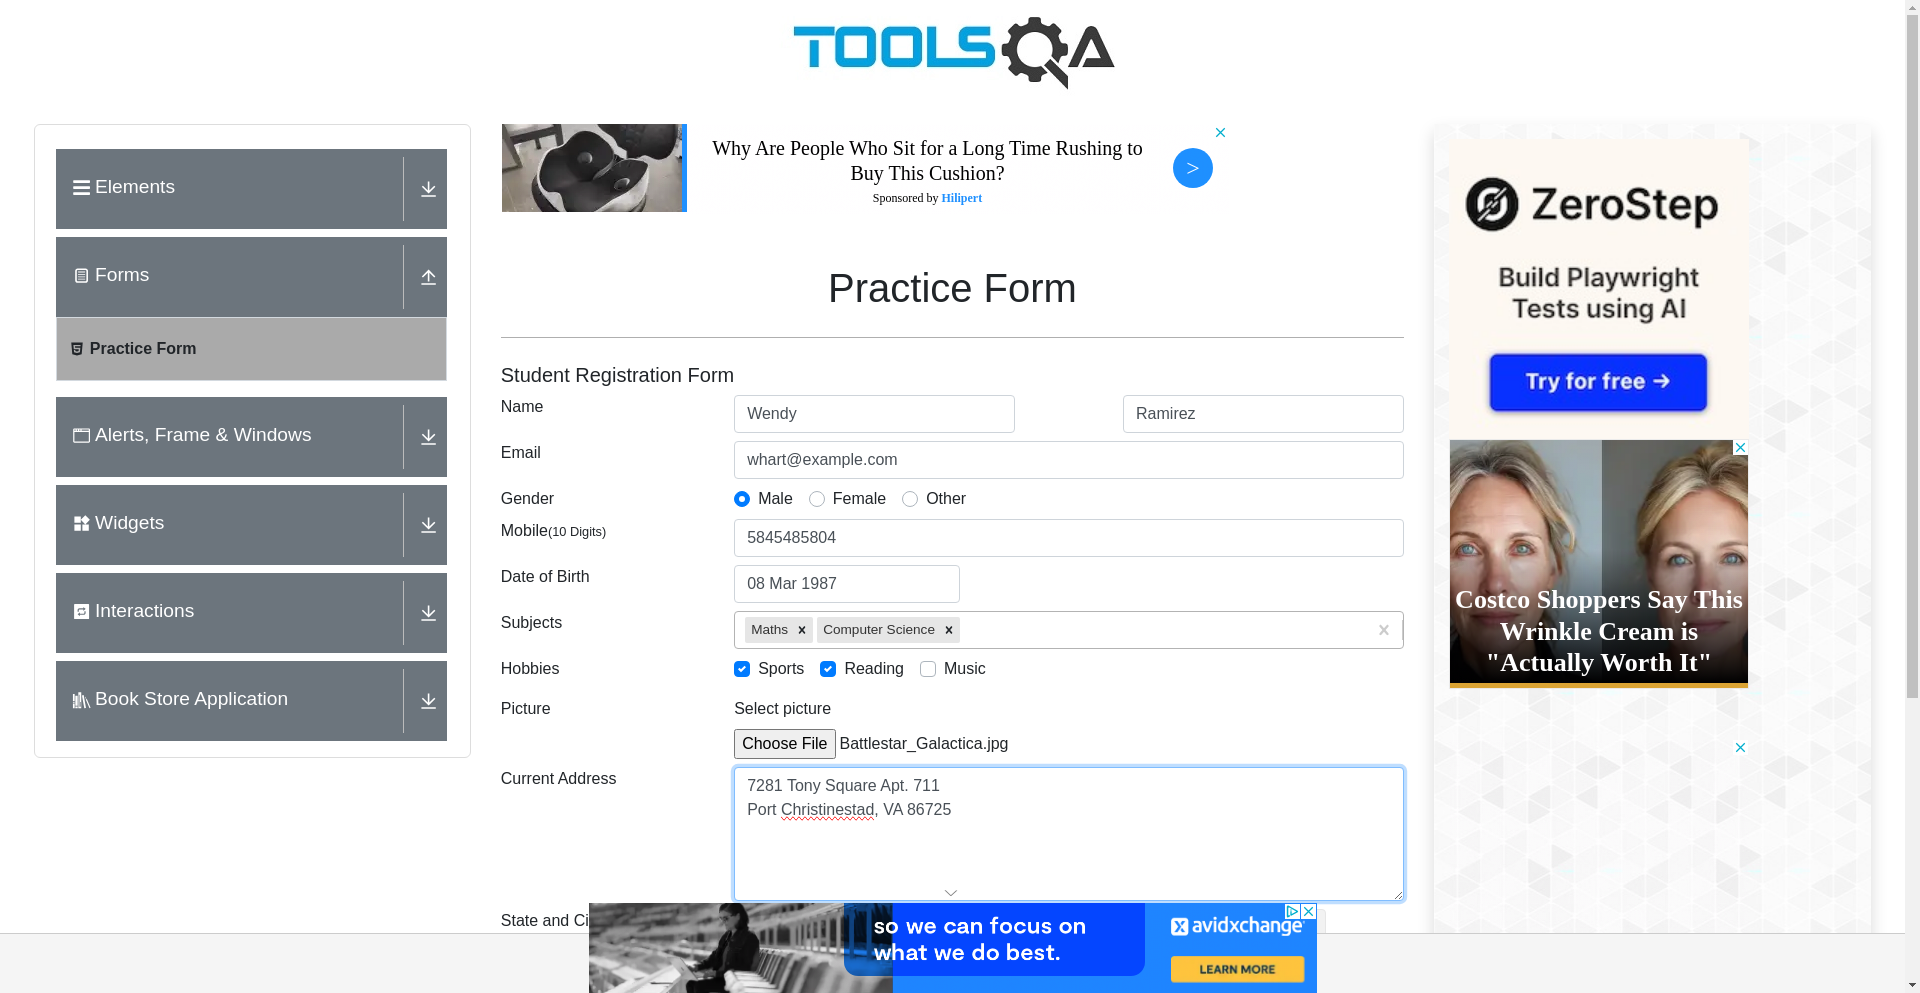 TOOLSQA
Elements
Forms
Practice Form
Alerts, Frame & Windows
Widgets
Interactions
Book Store Application
Why Are People Who Sit for a Long Time Rushing to
Buy This Cushion?
Sponsored by Hilipert
>
Practice Form
Student Registration Form
Name
Wendy
Ramirez
Email
whart@example.com
Gender
Male
Female
Other
Mobile(10 Digits)
5845485804
Date of Birth
08 Mar 1987
Subjects
Maths
Computer Science
Hobbies
Sports
Reading
Music
Picture
Select picture
Choose File Battlestar_Galactica.jpg
Current Address
7281 Tony Square Apt. 711
Port Christinestad, VA 86725
State and Ci
so we can focus on
what we do best.
avidxchange
LEARN MORE
ZeroStep
Build Playwright
Tests using AI
Try for free →
Costco Shoppers Say This
Wrinkle Cream is
"Actually Worth It"